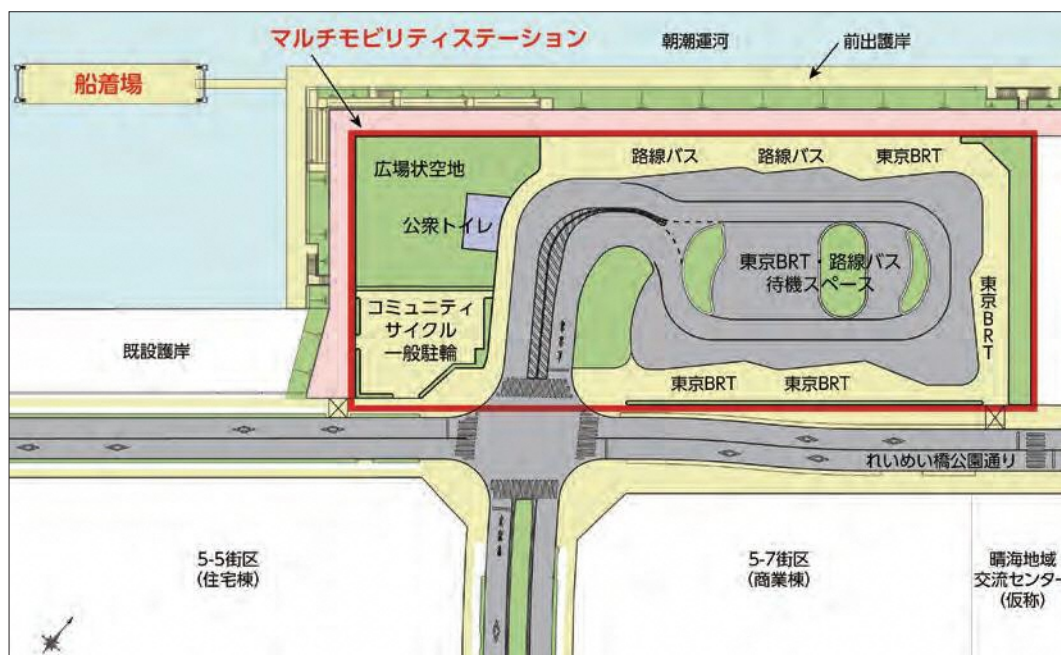 マルチモビリティステーション
朝潮運河
前出護岸
船着場
広場状空地
公衆トイレ
路線バス
路線バス
東京BRT
東京BRT・路線バス
待機スペース
東京BRT
コミュニティ
サイクル
一般駐輪
既設護岸
東京BRT
東京BRT
れいめい橋公園通り
5-5街区
(住宅棟)
5-7街区
(商業棟)
晴海地域
交流センター
(仮称)